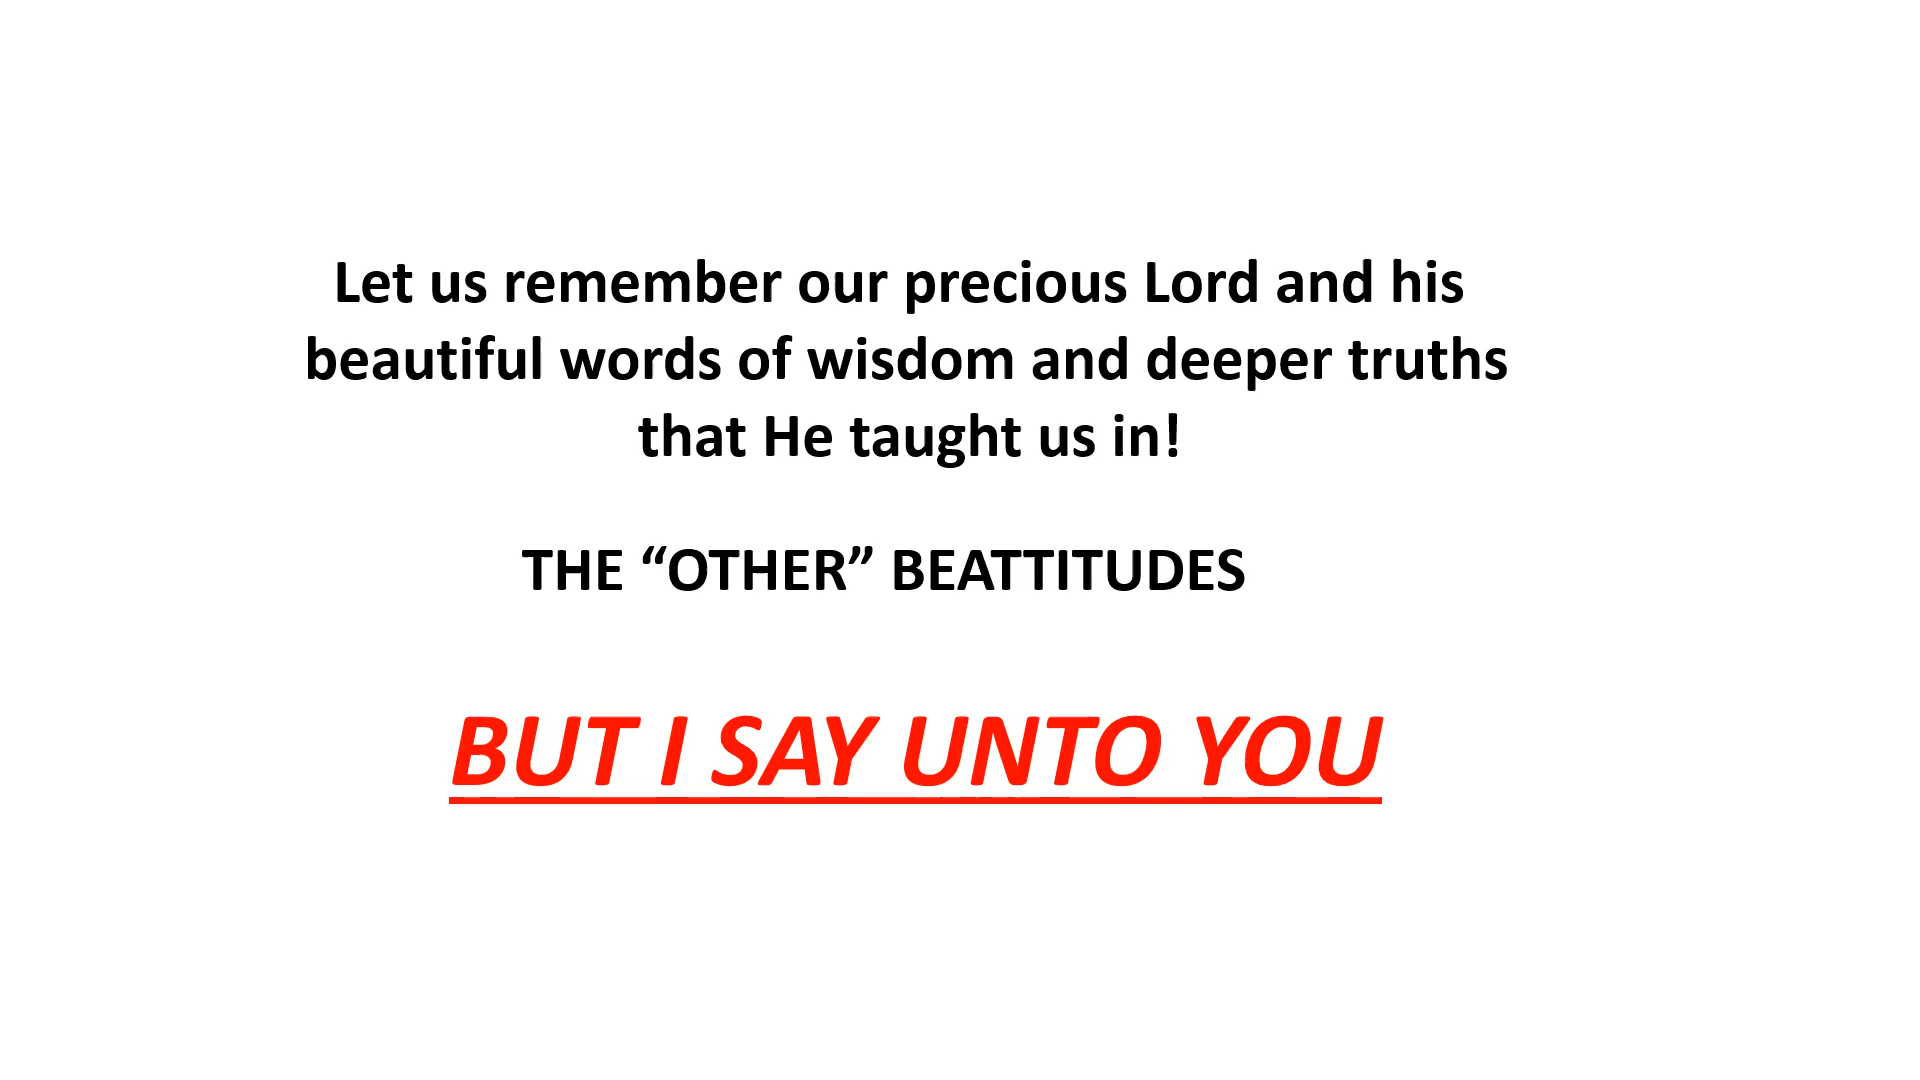 Let us remember our precious Lord and his
beautiful words of wisdom and deeper truths
that He taught us in!
THE “OTHER” BEATTITUDES
BUT I SAY UNTO YOU